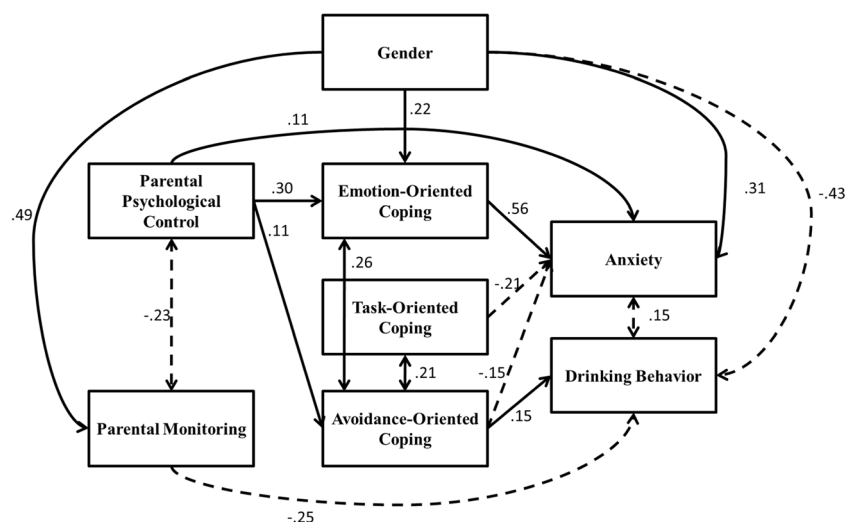 Gender
.22
.11
Parental
Psychological
Control
.30
Emotion-Oriented
Coping
.56
.31
-.43
.49
.11
.26
Anxiety
-.21
Task-Oriented
Coping
-.23
.15
.21
-.15
Drinking Behavior
Parental Monitoring
Avoidance-Oriented
Coping
.15
-.25